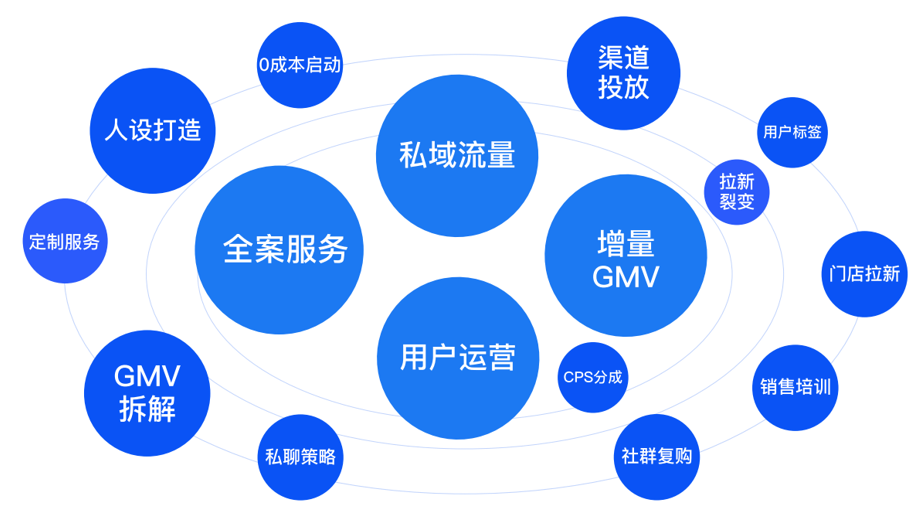 0成本启动
渠道
投放
人设打造
用户标签
私域流量
拉新
裂变
定制服务
全案服务
增量
GMV
门店拉新
用户运营
CPS分成
GMV
拆解
销售培训
私聊策略
社群复购